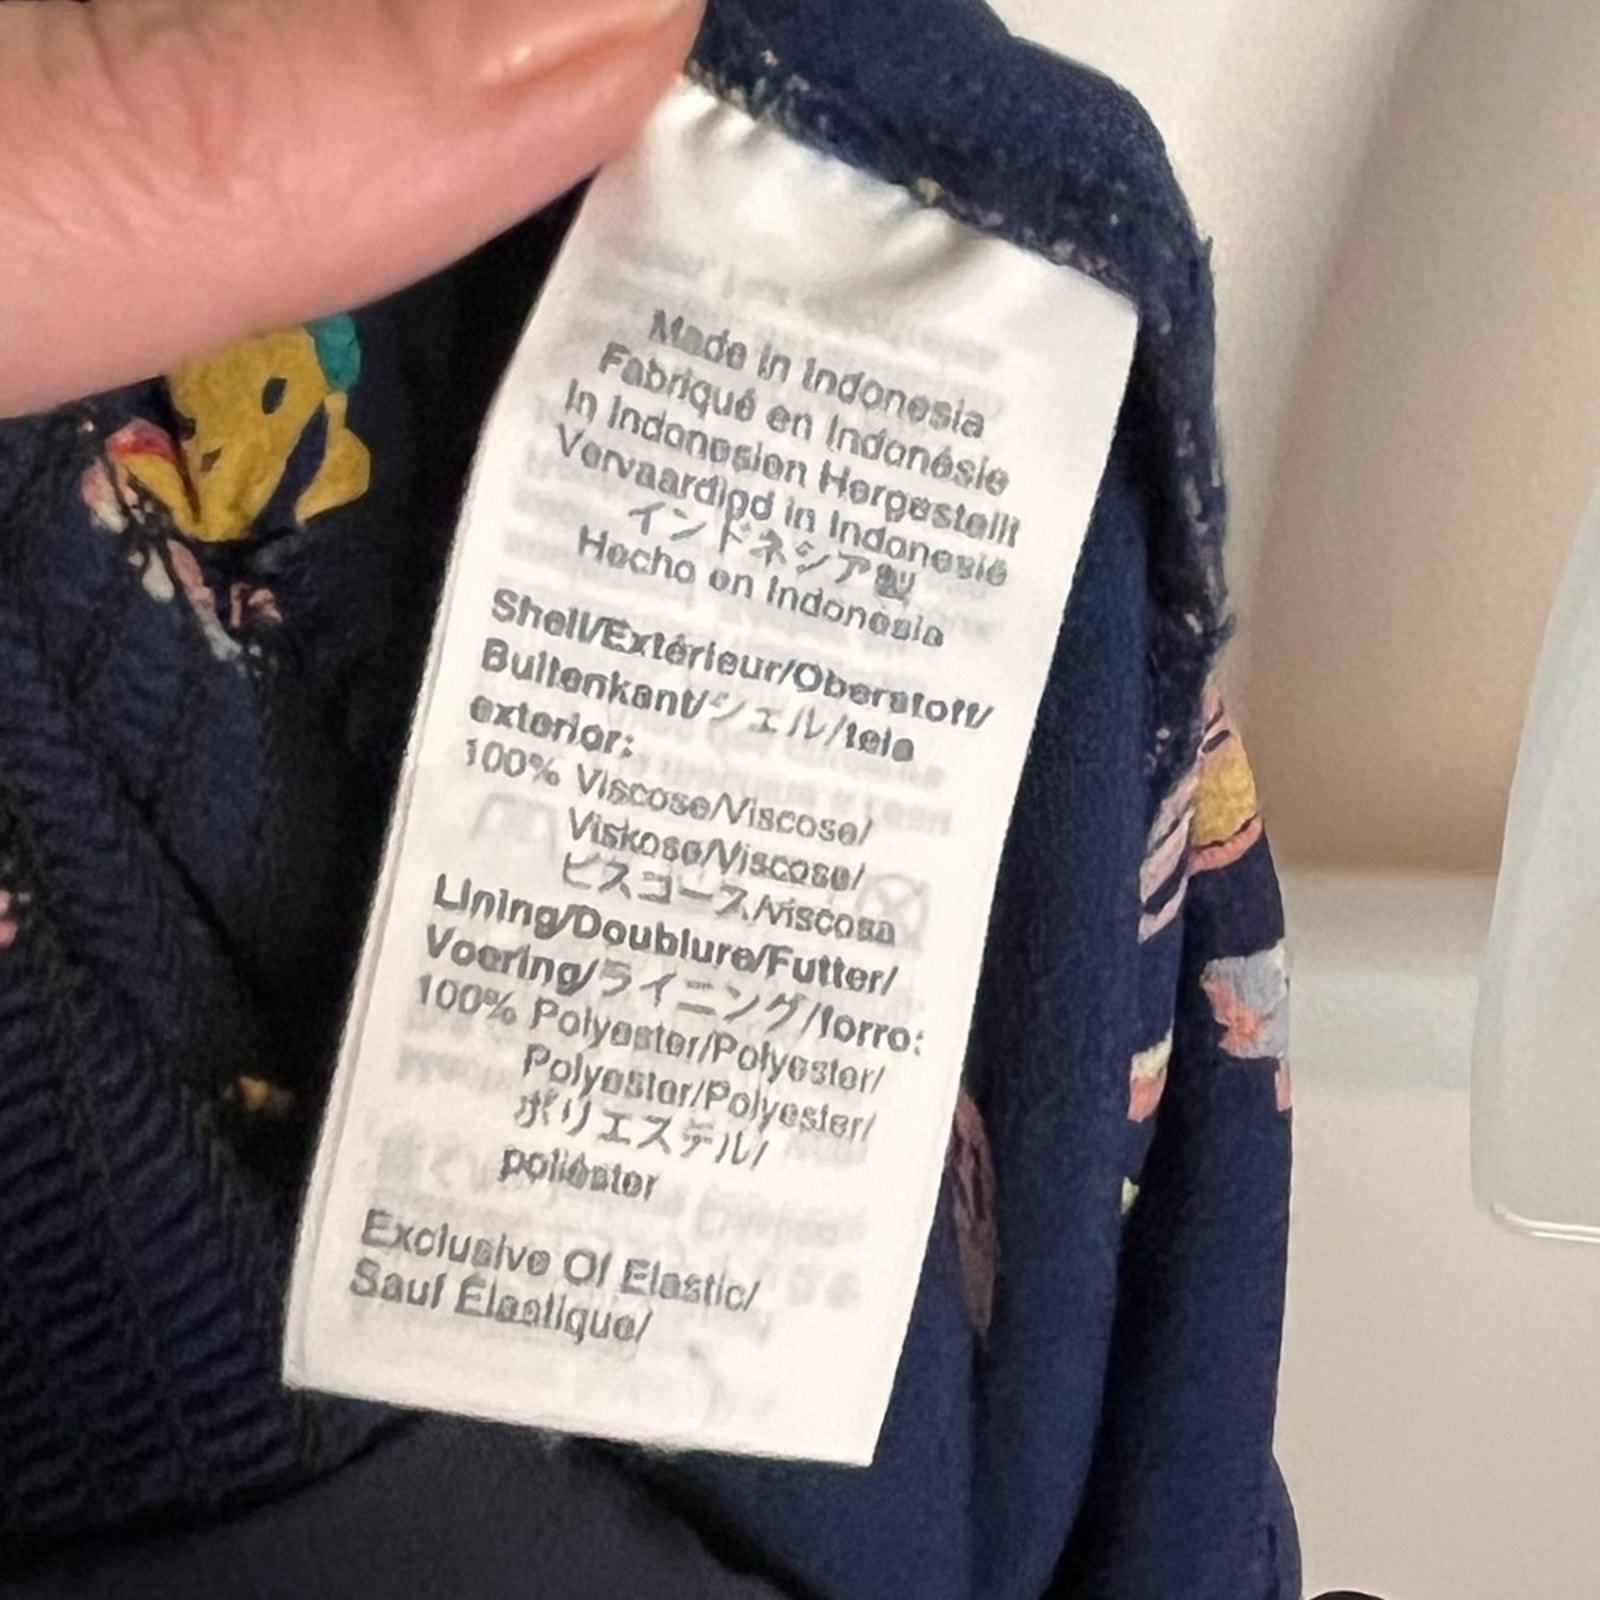 Made in Indonesia
Fabriqué en Indonésie
In Indonesien Hergestellt
Vervaardigd in Indonesië
インドネシア製
Hecho en Indonesia
Shell/Extérieur/Oberstoff/
Buitenkant/シェル/tela
exterior:
100% Viscose/Viscose/
Viskose/Viscose/
ビスコース/viscosa
Lining/Doublure/Futter/
Voering/ライニング/forro:
100% Polyester/Polyester/
Polyester/Polyester/
ポリエステル/
poliéster
Exclusive Of Elastic/
Sauf Élastique/